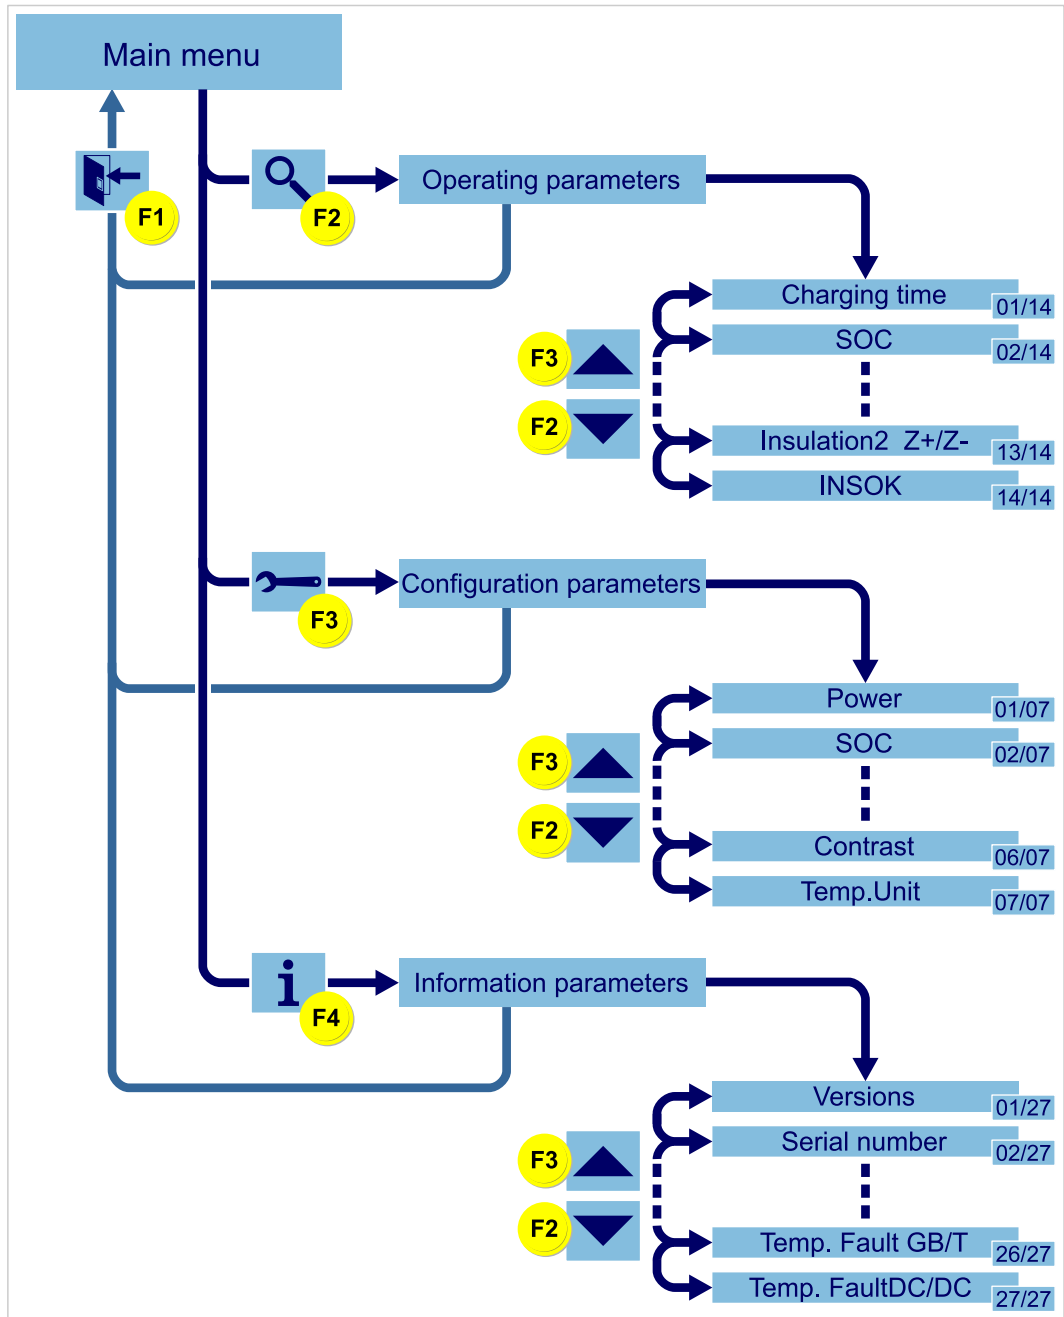 Main menu
F1
F2
Operating parameters
Charging time
01/14
SOC
02/14
F3
F2
Insulation2 Z+/Z-
13/14
INSOK
14/14
F3
Configuration parameters
Power
01/07
SOC
02/07
F3
F2
Contrast
06/07
Temp.Unit
07/07
i
F4
Information parameters
Versions
01/27
Serial number
02/27
F3
F2
Temp. Fault GB/T
26/27
Temp. FaultDC/DC
27/27